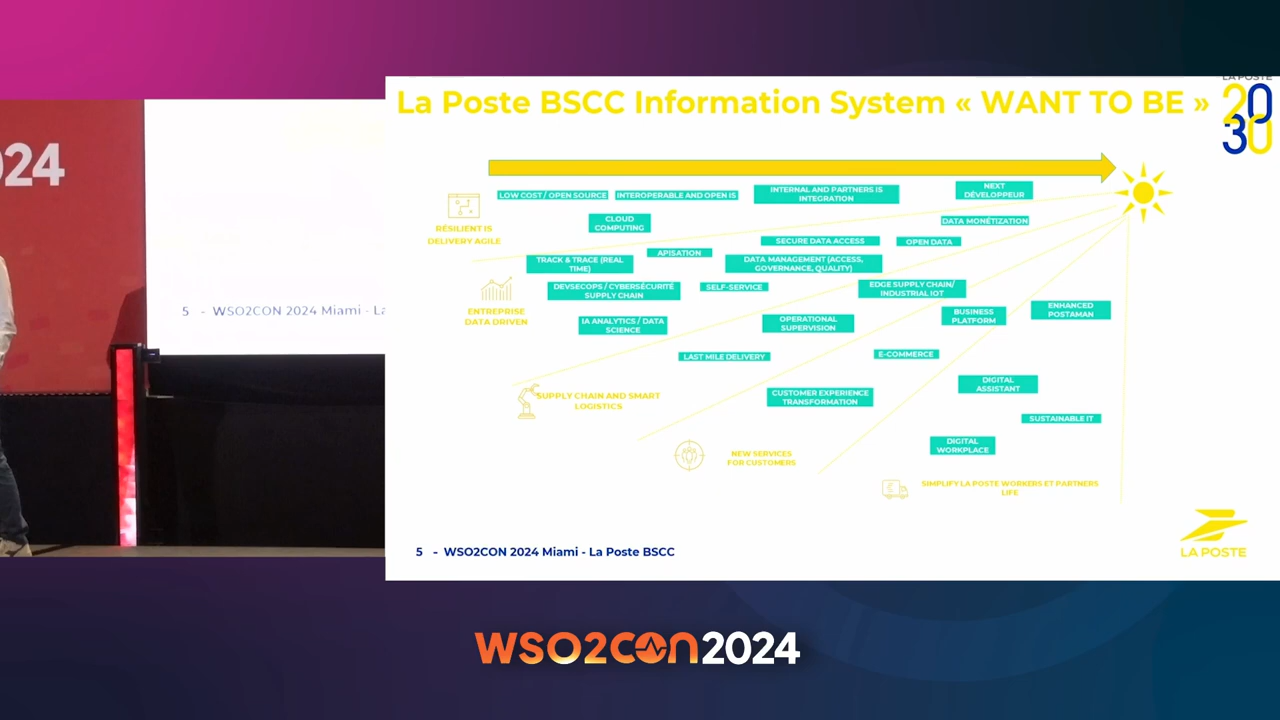 La Poste BSCC Information System « WANT TO BE »
LA POSTE
20
30
024
LOW COST / OPEN SOURCE
INTEROPERABLE AND OPEN IS
INTERNAL AND PARTNERS IS
INTEGRATION
NEXT
DÉVELOPPEUR
RÉSILIENT IS
DELIVERY AGILE
CLOUD
COMPUTING
DATA MONÉTIZATION
SECURE DATA ACCESS
OPEN DATA
APISATION
TRACK & TRACE (REAL
TIME)
DATA MANAGEMENT (ACCESS,
GOVERNANCE, QUALITY)
DEVSECOPS / CYBERSÉCURITÉ
SUPPLY CHAIN
SELF-SERVICE
EDGE SUPPLY CHAIN/
INDUSTRIAL IOT
ENTREPRISE
DATA DRIVEN
IA ANALYTICS / DATA
SCIENCE
OPERATIONAL
SUPERVISION
BUSINESS
PLATFORM
ENHANCED
POSTAMAN
LAST MILE DELIVERY
E-COMMERCE
SUPPLY CHAIN AND SMART
LOGISTICS
CUSTOMER EXPERIENCE
TRANSFORMATION
DIGITAL
ASSISTANT
SUSTAINABLE IT
DIGITAL
WORKPLACE
NEW SERVICES
FOR CUSTOMERS
SIMPLIFY LA POSTE WORKERS ET PARTNERS
LIFE
5 - WSO2CON 2024 Miami - La
5 - WSO2CON 2024 Miami - La Poste BSCC
LA POSTE
WSO2CON2024